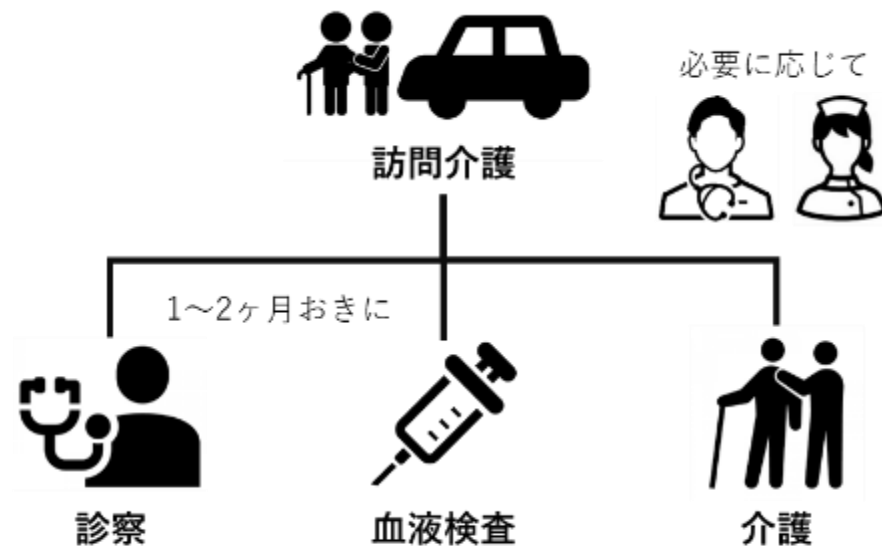 必要に応じて
訪問介護
1～2ヶ月おきに
診察
血液検査
介護